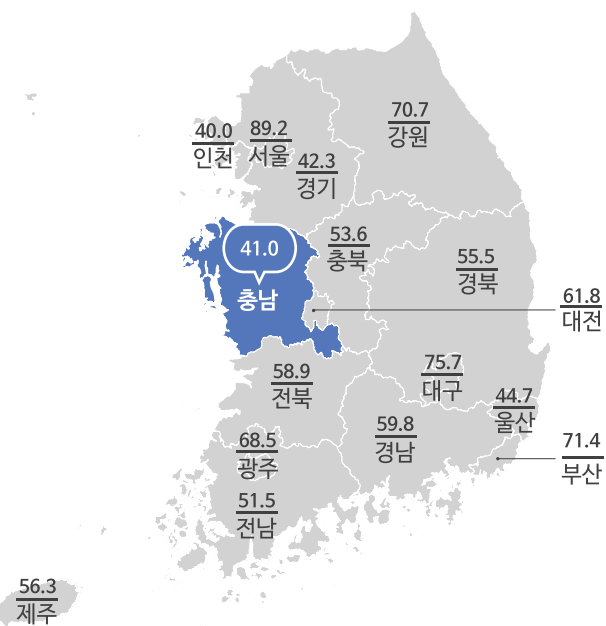 70.7
강원
40.0
인천
89.2
서울
42.3
경기
53.6
충북
41.0
충남
55.5
경북
61.8
대전
75.7
대구
58.9
전북
44.7
울산
59.8
경남
71.4
부산
68.5
광주
51.5
전남
56.3
제주